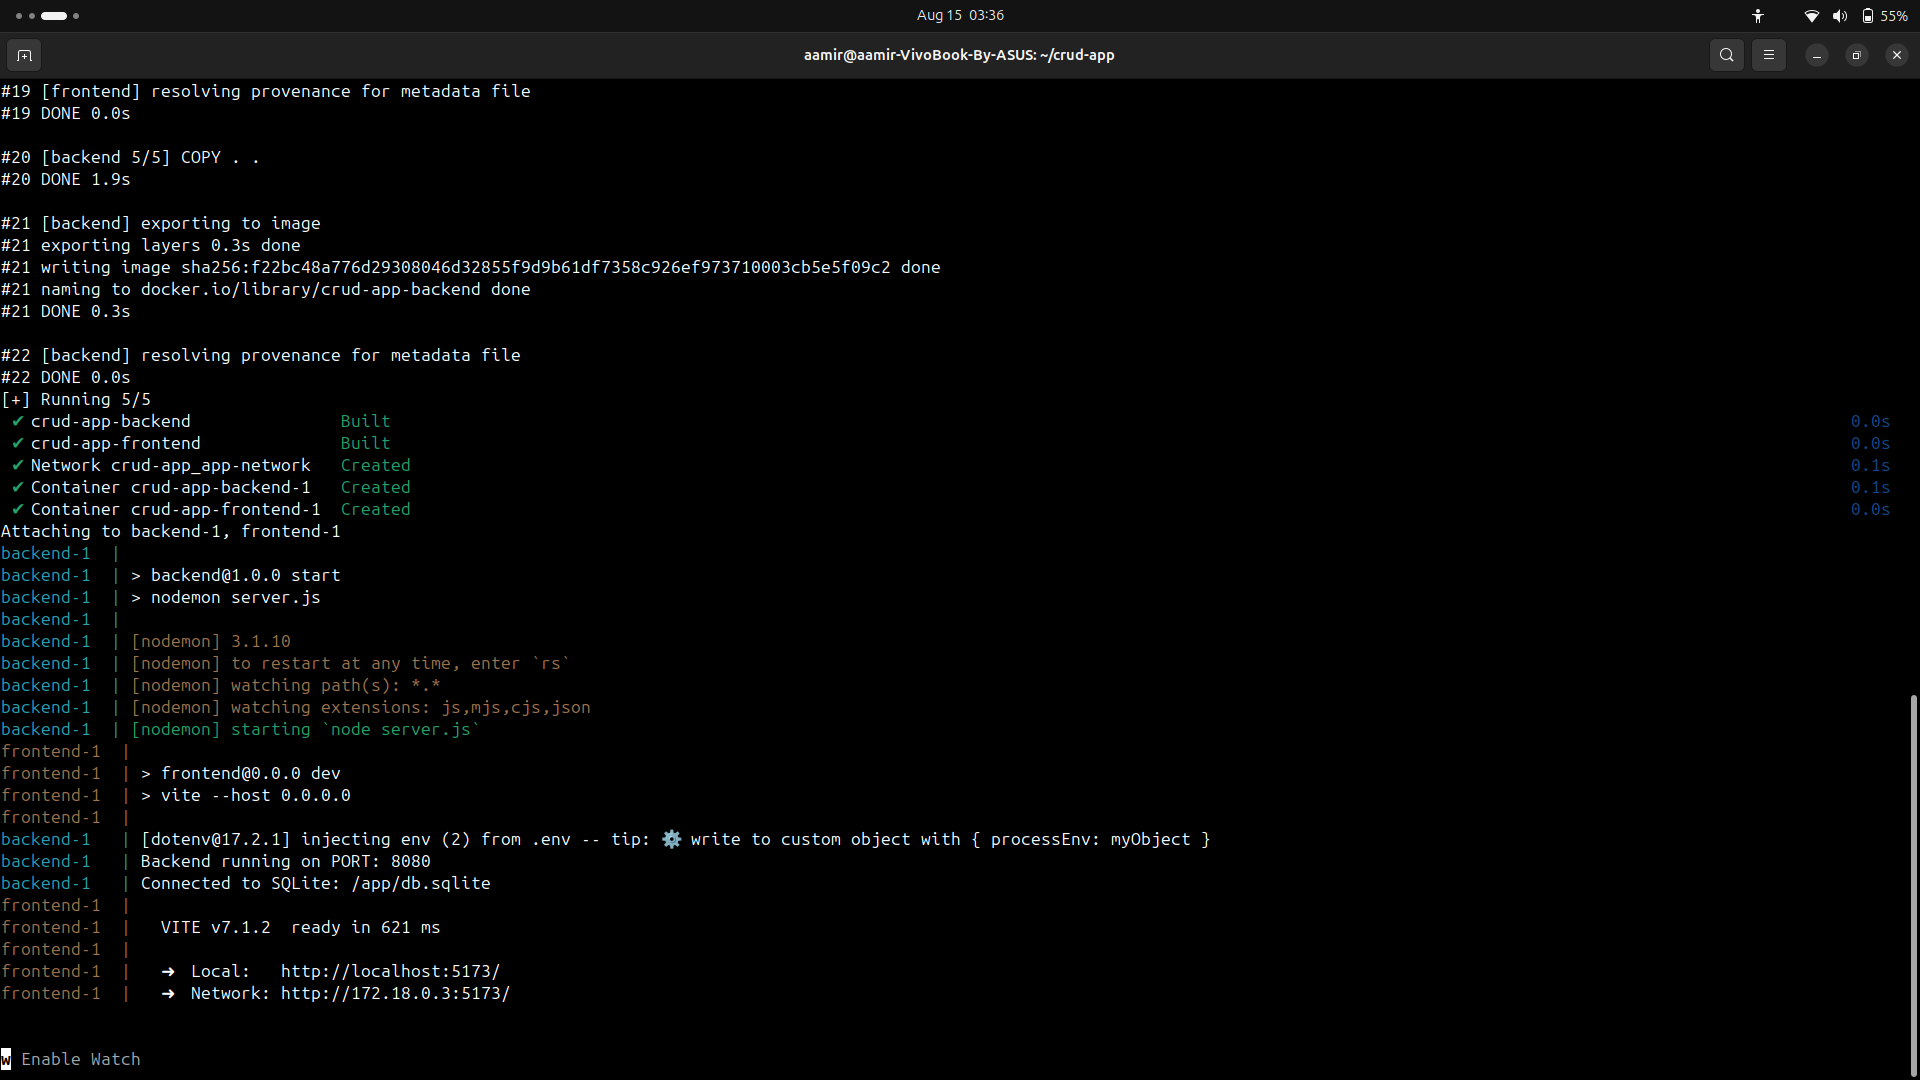 Aug 15 03:36
55%
aamir@aamir-VivoBook-By-ASUS: ~/crud-app
#19 [frontend] resolving provenance for metadata file
#19 DONE 0.0s
#20 [backend 5/5] COPY . .
#20 DONE 1.9s
#21 [backend] exporting to image
#21 exporting layers 0.3s done
#21 writing image sha256:f22bc48a776d29308046d32855f9d9b61df7358c926ef973710003cb5e5f09c2 done
#21 naming to docker.io/library/crud-app-backend done
#21 DONE 0.3s
#22 [backend] resolving provenance for metadata file
#22 DONE 0.0s
[+] Running 5/5
✔ crud-app-backend Built 0.0s
✔ crud-app-frontend Built 0.0s
✔ Network crud-app_app-network Created 0.1s
✔ Container crud-app-backend-1 Created 0.1s
✔ Container crud-app-frontend-1 Created 0.0s
Attaching to backend-1, frontend-1
backend-1 |
backend-1 | > backend@1.0.0 start
backend-1 | > nodemon server.js
backend-1 |
backend-1 | [nodemon] 3.1.10
backend-1 | [nodemon] to restart at any time, enter `rs`
backend-1 | [nodemon] watching path(s): *.*
backend-1 | [nodemon] watching extensions: js,mjs,cjs,json
backend-1 | [nodemon] starting `node server.js`
frontend-1 |
frontend-1 | > frontend@0.0.0 dev
frontend-1 | > vite --host 0.0.0.0
frontend-1 |
backend-1 | [dotenv@17.2.1] injecting env (2) from .env -- tip: ⚙️ write to custom object with { processEnv: myObject }
backend-1 | Backend running on PORT: 8080
backend-1 | Connected to SQLite: /app/db.sqlite
frontend-1 |
frontend-1 | VITE v7.1.2 ready in 621 ms
frontend-1 |
frontend-1 | ➜ Local: http://localhost:5173/
frontend-1 | ➜ Network: http://172.18.0.3:5173/
w Enable Watch